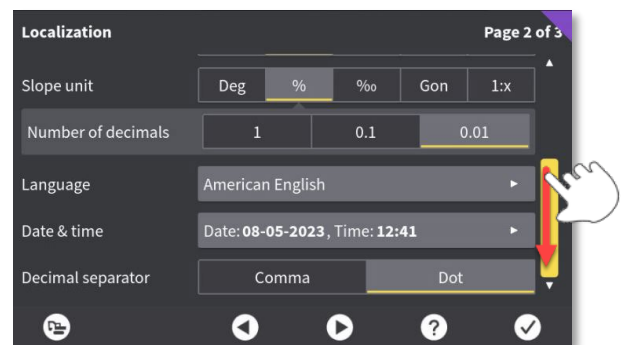 Localization Page 2 of 3
Slope unit Deg % ‰ Gon 1:x
Number of decimals 1 0.1 0.01
Language American English
Date & time Date: 08-05-2023, Time: 12:41
Decimal separator Comma Dot
?